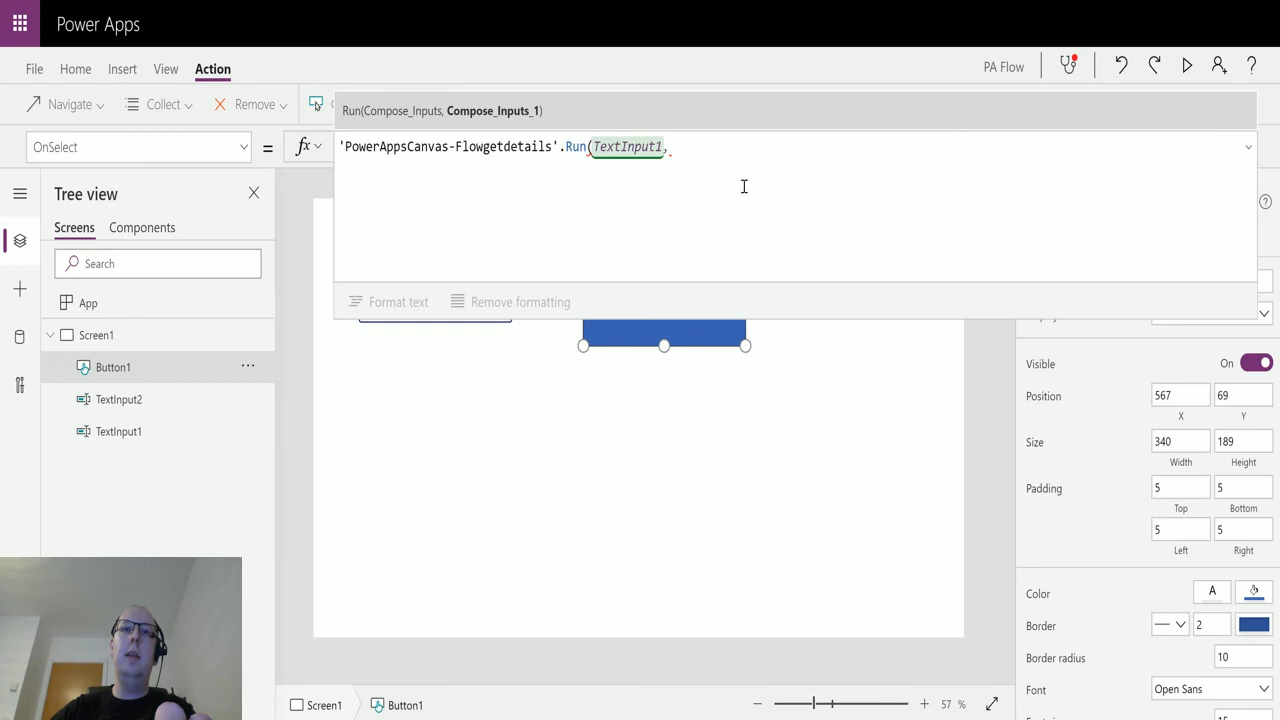 Power Apps
File Home Insert View Action
PA Flow
Navigate Collect Remove
Run(Compose_Inputs, Compose_Inputs_1)
OnSelect = fx
'PowerAppsCanvas-Flowgetdetails'.Run(TextInput1,
Format text Remove formatting
Tree view
Screens Components
Search
App
Screen1
Button1
TextInput2
TextInput1
Visible On
Position 567 69
X Y
Size 340 189
Width Height
Padding 5 5
Top Bottom
5 5
Left Right
Color A
Border 2
Border radius 10
Font Open Sans
Screen1 Button1
57 %